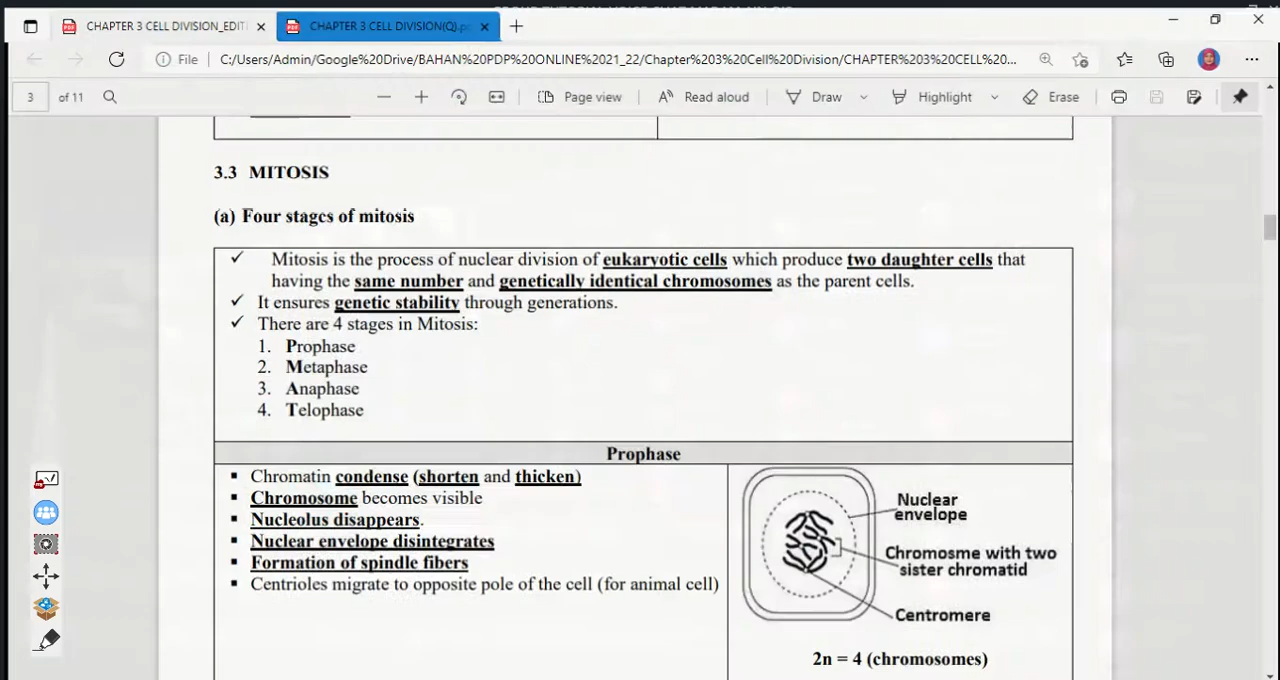 CHAPTER 3 CELL DIVISION_EDIT
CHAPTER 3 CELL DIVISION(Q).p
File
C:/Users/Admin/Google%20Drive/BAHAN%20PDP%20ONLINE%2021_22/Chapter%203%20Cell%20Division/CHAPTER%203%20CELL%20...
3 of 11
Page view
Read aloud
Draw
Highlight
Erase
3.3 MITOSIS
(a) Four stages of mitosis
✓ Mitosis is the process of nuclear division of eukaryotic cells which produce two daughter cells that
having the same number and genetically identical chromosomes as the parent cells.
✓ It ensures genetic stability through generations.
✓ There are 4 stages in Mitosis:
1. Prophase
2. Metaphase
3. Anaphase
4. Telophase
Prophase
▪ Chromatin condense (shorten and thicken)
▪ Chromosome becomes visible
▪ Nucleolus disappears.
▪ Nuclear envelope disintegrates
▪ Formation of spindle fibers
▪ Centrioles migrate to opposite pole of the cell (for animal cell)
Nuclear
envelope
Chromosme with two
sister chromatid
Centromere
2n = 4 (chromosomes)